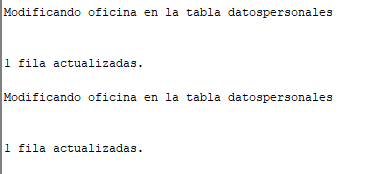 Modificando oficina en la tabla datospersonales
1 fila actualizadas.
Modificando oficina en la tabla datospersonales
1 fila actualizadas.